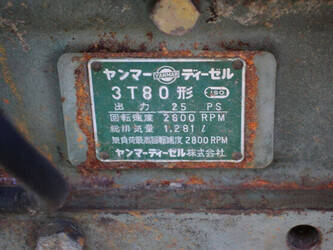 ヤンマー YANMAR ディーゼル
3T80形 ISO
出力 25 PS
回転速度 2600 RPM
総排気量 1.281 ℓ
無負荷最高回転速度 2800 RPM
ヤンマーディーゼル株式会社